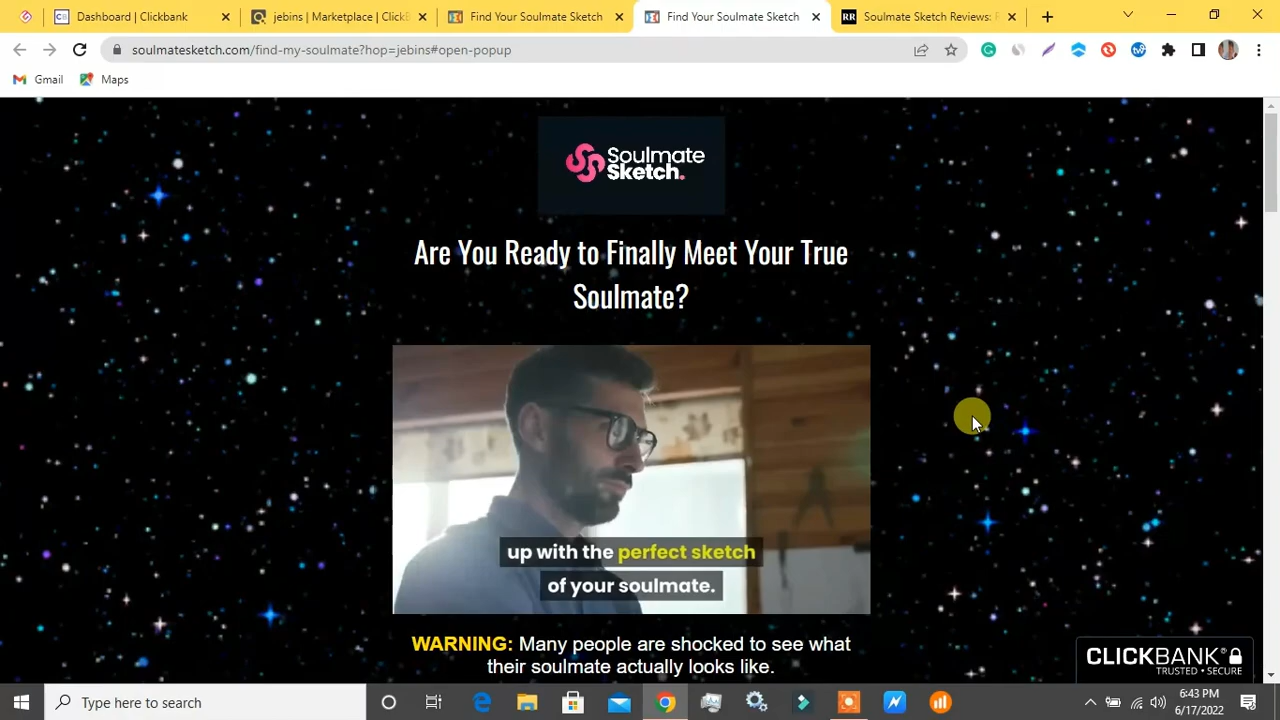 Dashboard | Clickbank
jebins | Marketplace | Click
Find Your Soulmate Sketch
Find Your Soulmate Sketch
RR
Soulmate Sketch Reviews:
soulmatesketch.com/find-my-soulmate?hop=jebins#open-popup
Gmail
Maps
Soulmate
Sketch.
Are You Ready to Finally Meet Your True
Soulmate?
up with the perfect sketch
of your soulmate.
WARNING: Many people are shocked to see what
their soulmate actually looks like.
CLICKBANK
TRUSTED • SECURE
Type here to search
6:43 PM
6/17/2022